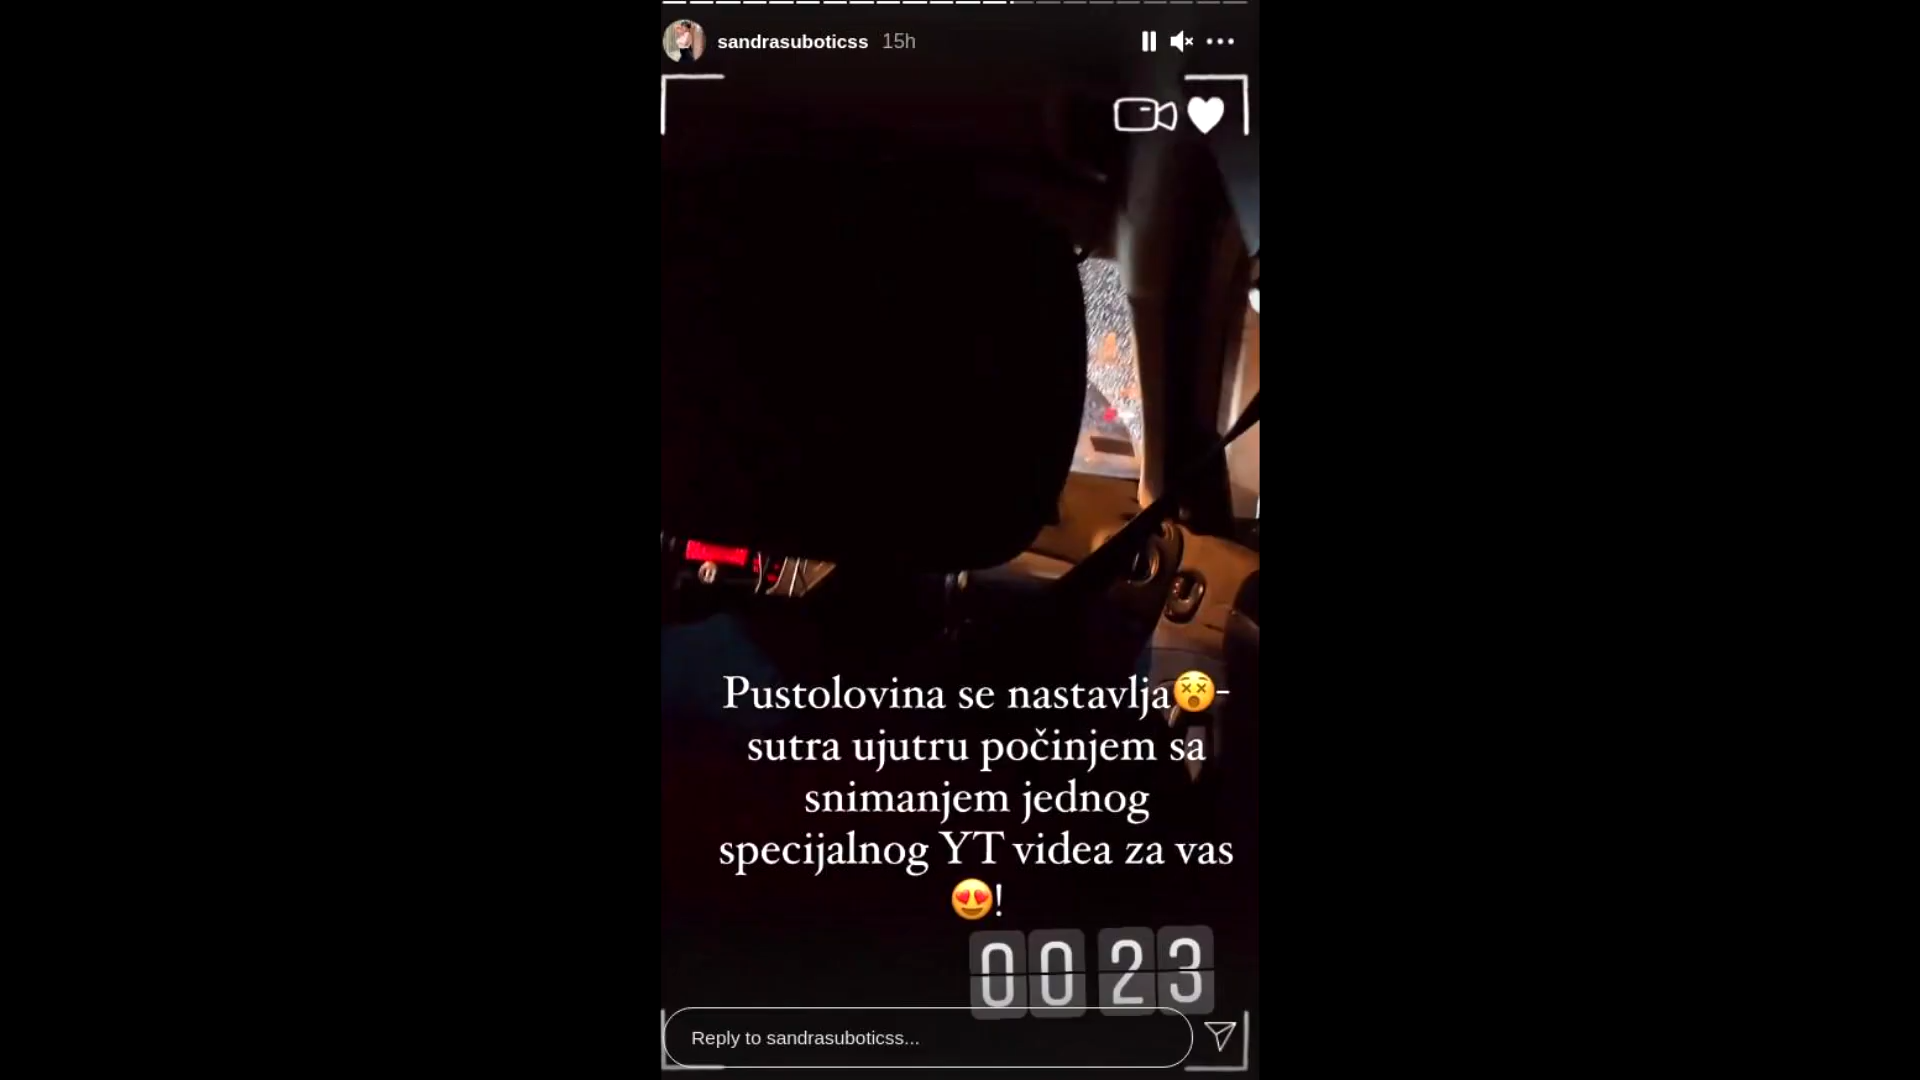 sandrasuboticss 15h
Pustolovina se nastavlja😵-
sutra ujutru počinjem sa
snimanjem jednog
specijalnog YT videa za vas
😍!
00 23
Reply to sandrasuboticss...